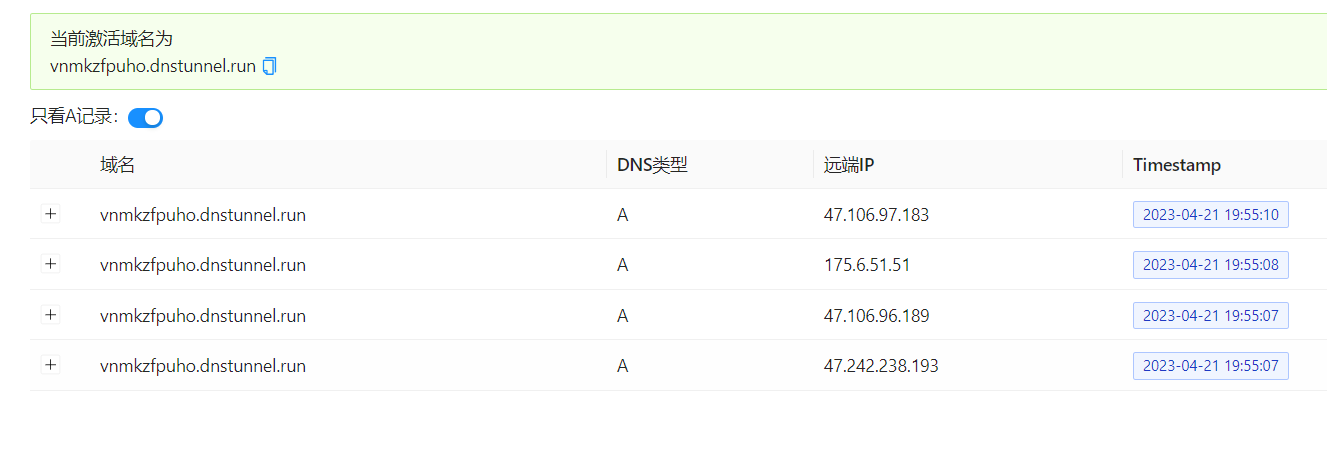 当前激活域名为
vnmkzfpuho.dnstunnel.run
只看A记录：
域名 DNS类型 远端IP Timestamp
vnmkzfpuho.dnstunnel.run A 47.106.97.183 2023-04-21 19:55:10
vnmkzfpuho.dnstunnel.run A 175.6.51.51 2023-04-21 19:55:08
vnmkzfpuho.dnstunnel.run A 47.106.96.189 2023-04-21 19:55:07
vnmkzfpuho.dnstunnel.run A 47.242.238.193 2023-04-21 19:55:07